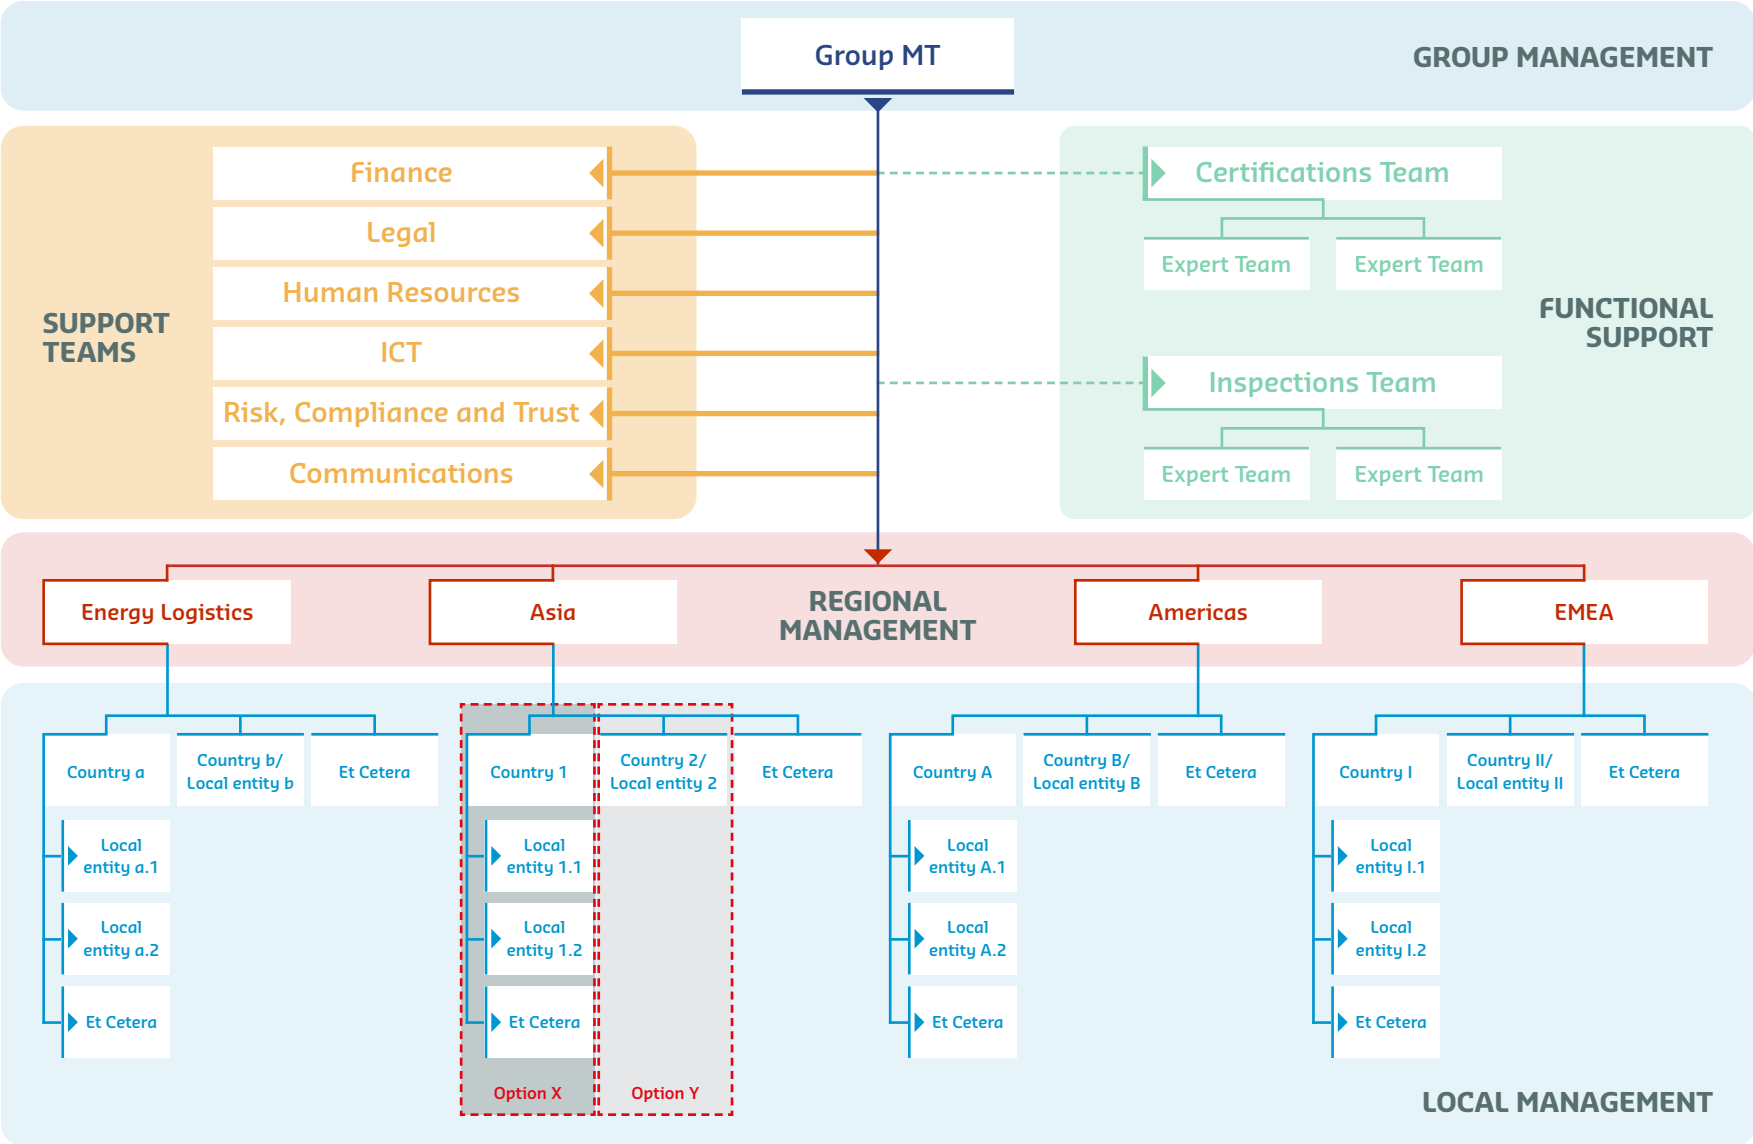 Group MT
GROUP MANAGEMENT
SUPPORT
TEAMS
Finance
Legal
Human Resources
ICT
Risk, Compliance and Trust
Communications
Certifications Team
Expert Team
Expert Team
Inspections Team
Expert Team
Expert Team
FUNCTIONAL
SUPPORT
Energy Logistics
Asia
REGIONAL
MANAGEMENT
Americas
EMEA
Country a
Country b/
Local entity b
Et Cetera
Local
entity a.1
Local
entity a.2
Et Cetera
Country 1
Country 2/
Local entity 2
Et Cetera
Local
entity 1.1
Local
entity 1.2
Et Cetera
Option X
Option Y
Country A
Country B/
Local entity B
Et Cetera
Local
entity A.1
Local
entity A.2
Et Cetera
Country I
Country II/
Local entity II
Et Cetera
Local
entity I.1
Local
entity I.2
Et Cetera
LOCAL MANAGEMENT